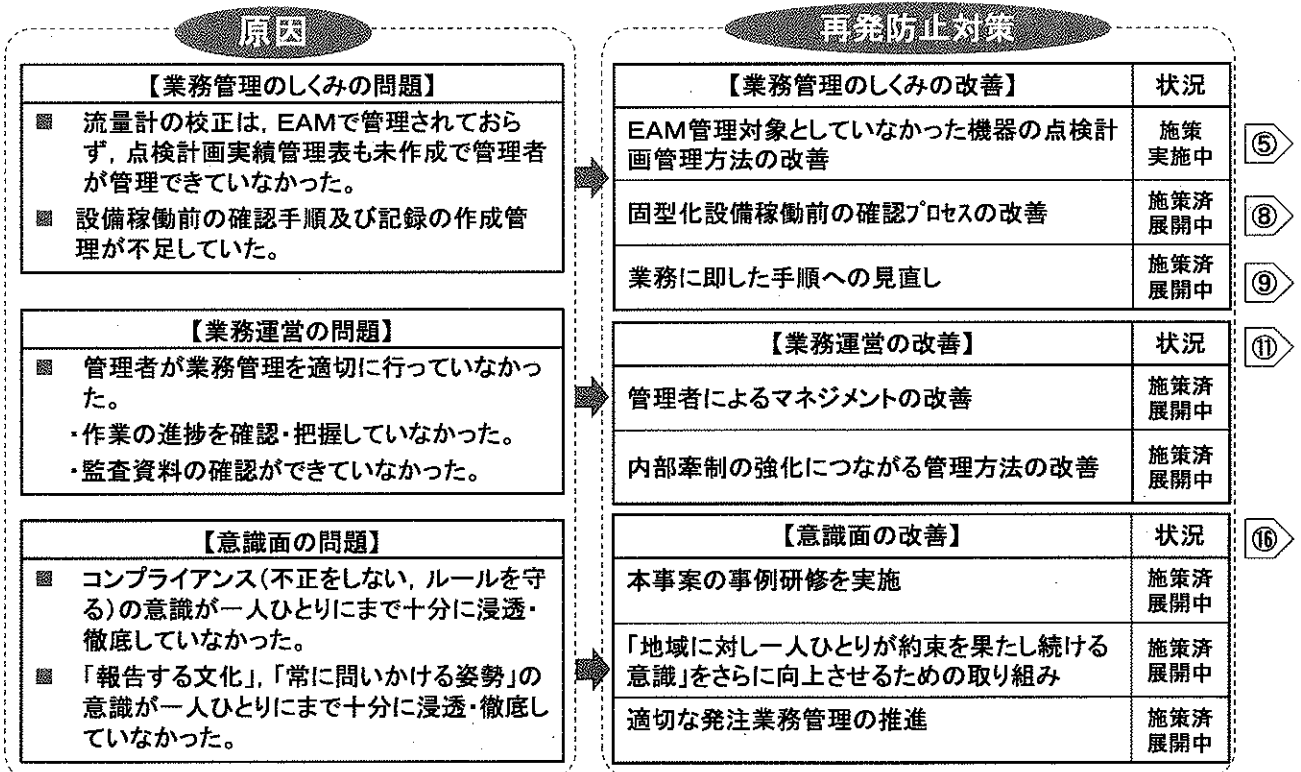 原因
【業務管理のしくみの問題】
■ 流量計の校正は，EAMで管理されておら
ず，点検計画実績管理表も未作成で管理者
が管理できていなかった。
■ 設備稼働前の確認手順及び記録の作成管
理が不足していた。
【業務運営の問題】
■ 管理者が業務管理を適切に行っていなかっ
た。
・作業の進捗を確認・把握していなかった。
・監査資料の確認ができていなかった。
【意識面の問題】
■ コンプライアンス（不正をしない，ルールを守
る）の意識が一人ひとりにまで十分に浸透・
徹底していなかった。
■ 「報告する文化」，「常に問いかける姿勢」の
意識が一人ひとりにまで十分に浸透・徹底し
ていなかった。
再発防止対策
【業務管理のしくみの改善】 状況
EAM管理対象としていなかった機器の点検計
画管理方法の改善
施策
実施中
⑤
固型化設備稼働前の確認プロセスの改善
施策済
展開中
⑧
業務に即した手順への見直し
施策済
展開中
⑨
【業務運営の改善】 状況
⑪
管理者によるマネジメントの改善
施策済
展開中
内部牽制の強化につながる管理方法の改善
施策済
展開中
【意識面の改善】 状況
⑯
本事案の事例研修を実施
施策済
展開中
「地域に対し一人ひとりが約束を果たし続ける
意識」をさらに向上させるための取り組み
施策済
展開中
適切な発注業務管理の推進
施策済
展開中